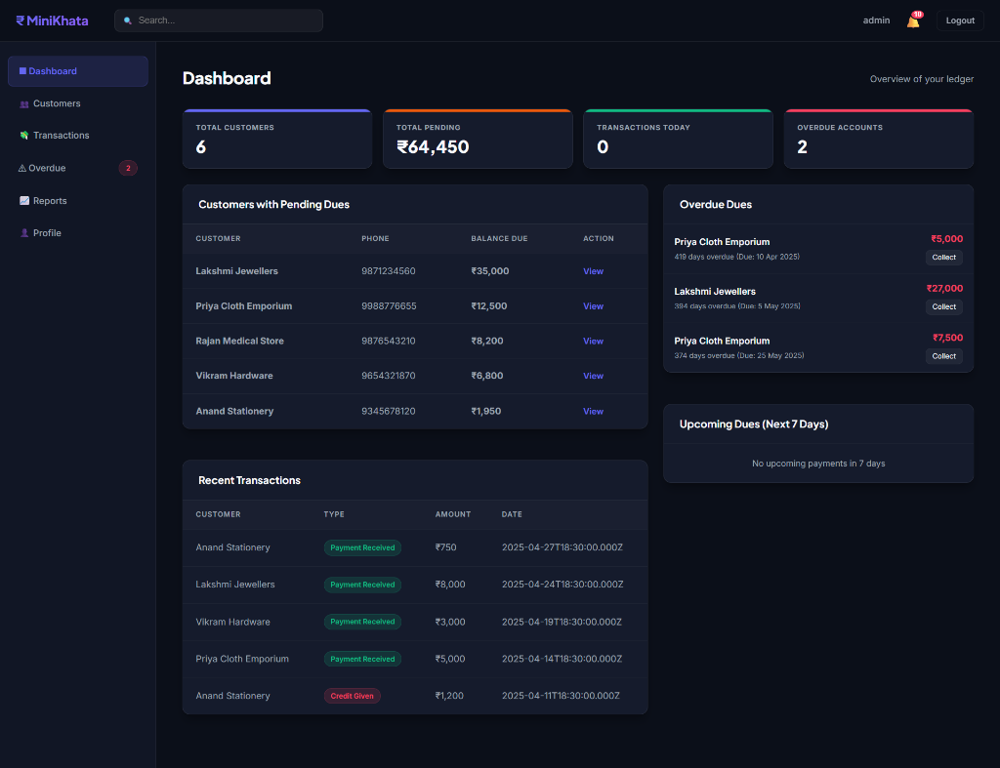 ₹ MiniKhata
Search...
admin
10
Logout
Dashboard
Customers
Transactions
Overdue
2
Reports
Profile
Dashboard
Overview of your ledger
TOTAL CUSTOMERS
6
TOTAL PENDING
₹64,450
TRANSACTIONS TODAY
0
OVERDUE ACCOUNTS
2
Customers with Pending Dues
CUSTOMER PHONE BALANCE DUE ACTION
Lakshmi Jewellers 9871234560 ₹35,000 View
Priya Cloth Emporium 9988776655 ₹12,500 View
Rajan Medical Store 9876543210 ₹8,200 View
Vikram Hardware 9654321870 ₹6,800 View
Anand Stationery 9345678120 ₹1,950 View
Overdue Dues
Priya Cloth Emporium ₹5,000
419 days overdue (Due: 10 Apr 2025) Collect
Lakshmi Jewellers ₹27,000
394 days overdue (Due: 5 May 2025) Collect
Priya Cloth Emporium ₹7,500
374 days overdue (Due: 25 May 2025) Collect
Upcoming Dues (Next 7 Days)
No upcoming payments in 7 days
Recent Transactions
CUSTOMER TYPE AMOUNT DATE
Anand Stationery Payment Received ₹750 2025-04-27T18:30:00.000Z
Lakshmi Jewellers Payment Received ₹8,000 2025-04-24T18:30:00.000Z
Vikram Hardware Payment Received ₹3,000 2025-04-19T18:30:00.000Z
Priya Cloth Emporium Payment Received ₹5,000 2025-04-14T18:30:00.000Z
Anand Stationery Credit Given ₹1,200 2025-04-11T18:30:00.000Z